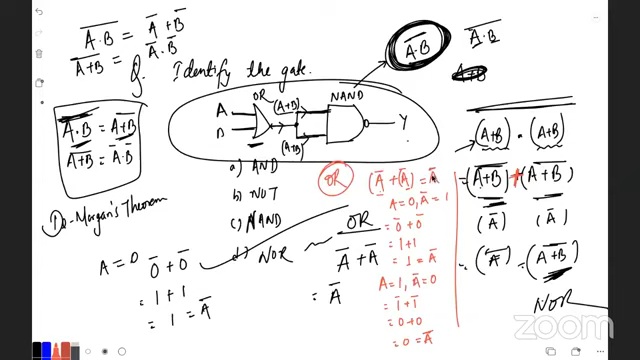 A̅·̅B̅ = A̅ + B̅
A̅+̅B̅ = A̅·B̅
Q. Identify the gate.
A̅·̅B̅
A̅·̅B̅
A+B
A̅·̅B̅ = A̅+B̅
A̅+̅B̅ = A̅·B̅
De-Morgan's Theorem
A
B
OR
(A+B)
(A+B)
NAND
Y
a) AND
b) NOT
c) NAND
d) NOR
A=0
0̅ + 0̅
= 1+1
= 1 = A̅
OR
A̅+A̅
= A̅
OR
(A̅+A̅) = A̅
A=0, A̅=1
= 0̅+0̅
= 1+1
= 1 = A̅
A=1, A̅=0
= 1̅+1̅
= 0+0
= 0 = A̅
(A+B) · (A+B)
= (A̅+̅B̅) + (A̅+̅B̅)
(A̅) (A̅)
= (A̅) = (A̅+̅B̅)
NOR
zoom